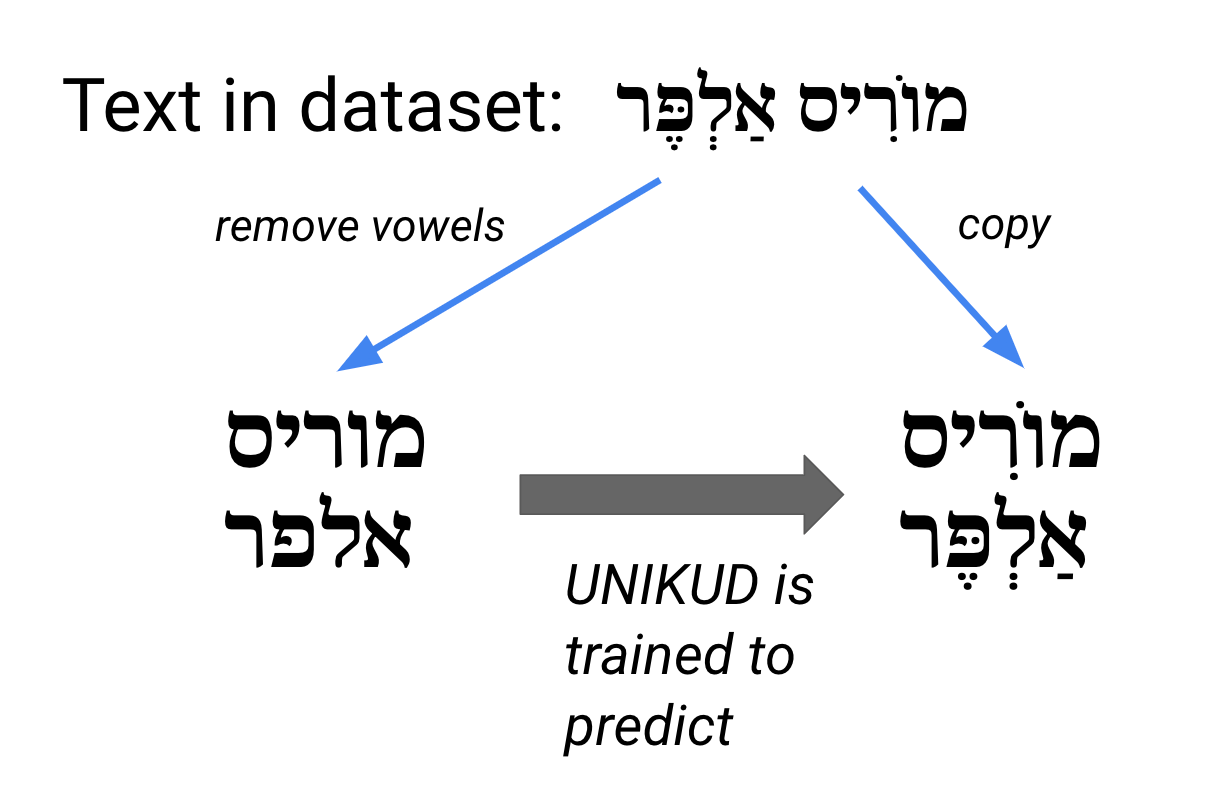 Text in dataset: מוֹרִיס אַלְפֶּר
remove vowels
copy
מוריס
אלפר
מוֹרִיס
אַלְפֶּר
UNIKUD is
trained to
predict